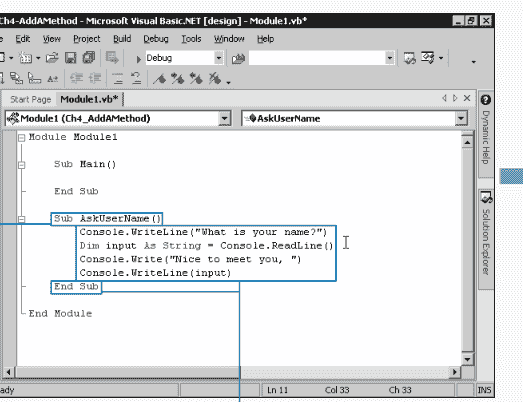 Ch4-AddAMethod - Microsoft Visual Basic.NET [design] - Module1.vb*
Edit View Project Build Debug Tools Window Help
Debug
Start Page Module1.vb*
Module1 (Ch4_AddAMethod) AskUserName
Module Module1
Sub Main()
End Sub
Sub AskUserName()
Console.WriteLine("What is your name?")
Dim input As String = Console.ReadLine()
Console.Write("Nice to meet you, ")
Console.WriteLine(input)
End Sub
End Module
Dynamic Help
Solution Explorer
ady Ln 11 Col 33 Ch 33 INS